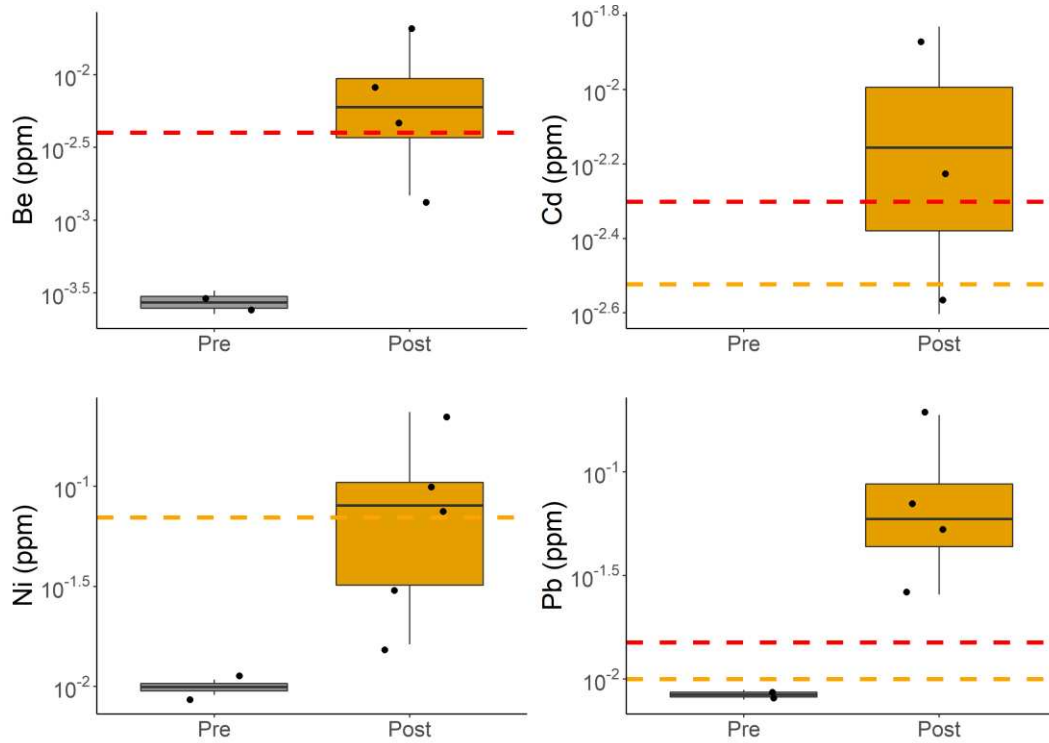 Be (ppm)
10^-2
10^-2.5
10^-3
10^-3.5
Pre Post
Cd (ppm)
10^-1.8
10^-2
10^-2.2
10^-2.4
10^-2.6
Pre Post
Ni (ppm)
10^-1
10^-1.5
10^-2
Pre Post
Pb (ppm)
10^-1
10^-1.5
10^-2
Pre Post